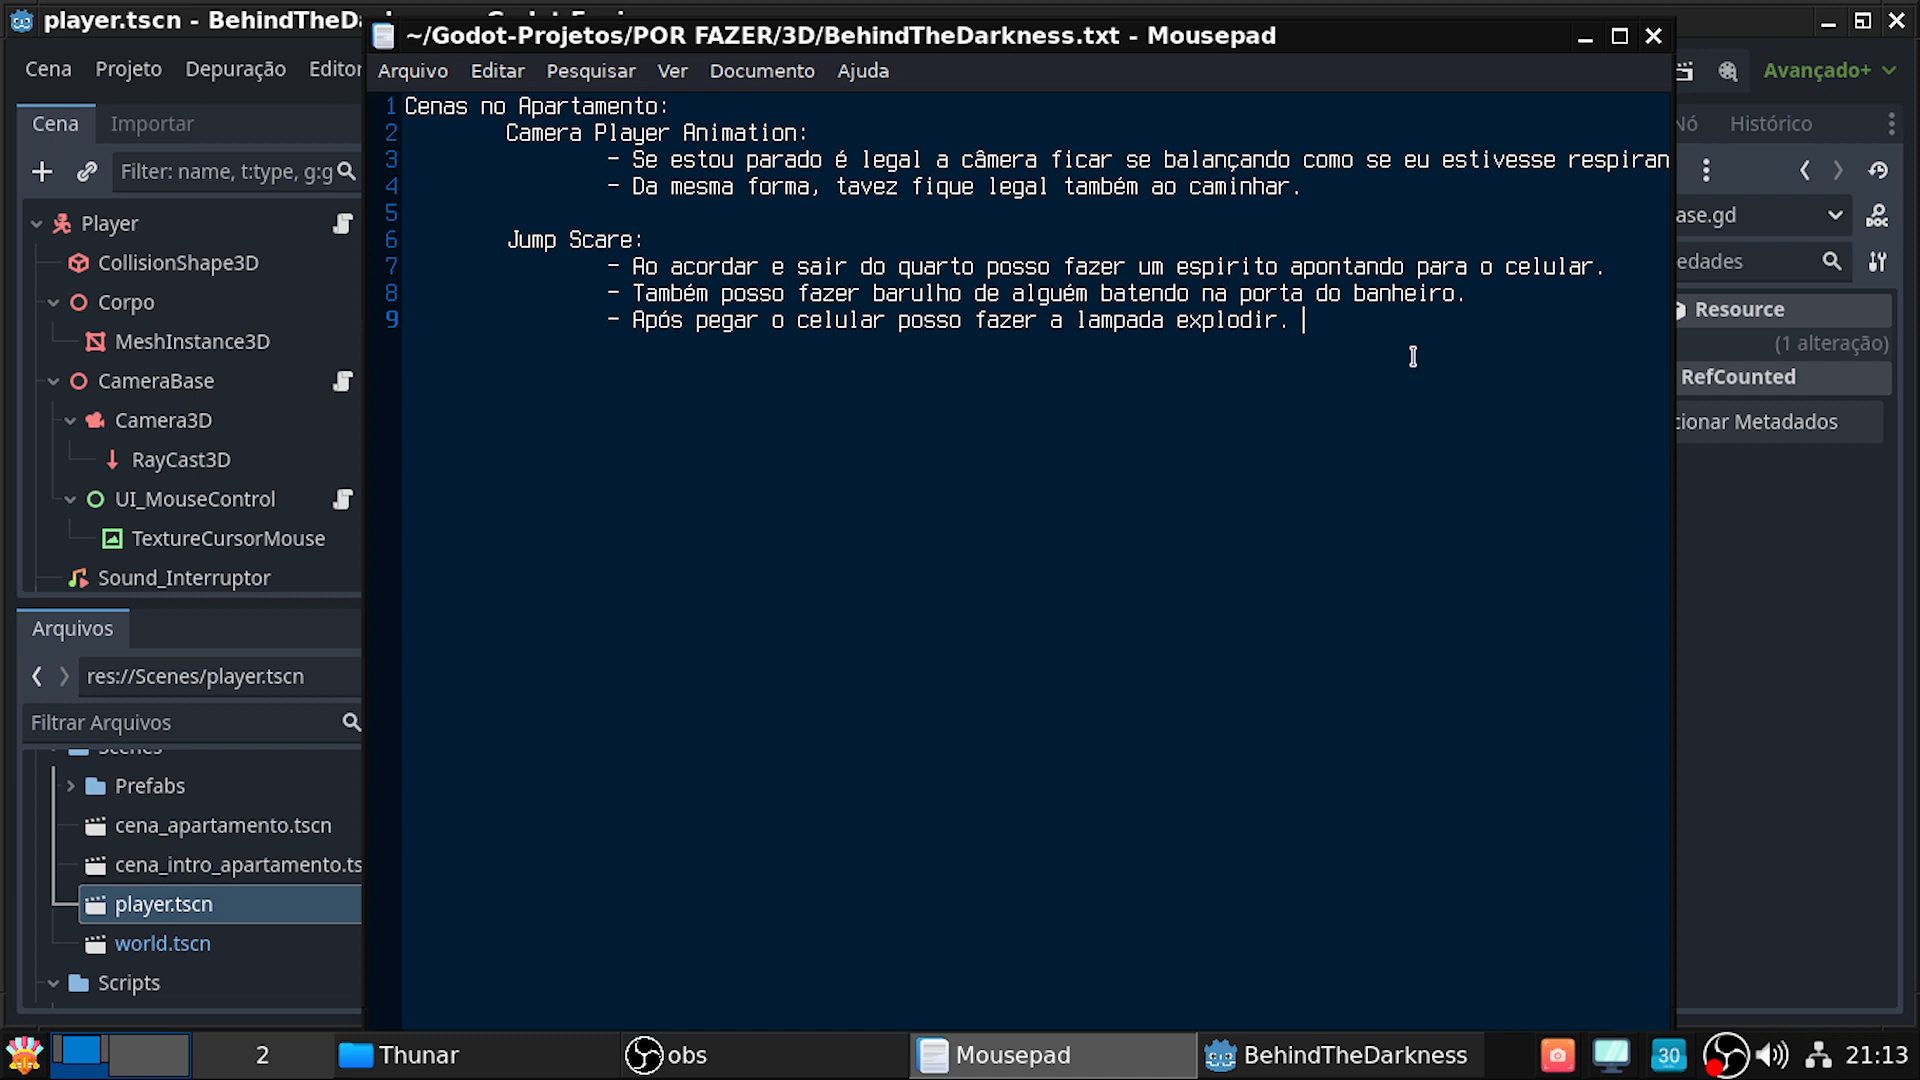 player.tscn - BehindTheDa
~/Godot-Projetos/POR FAZER/3D/BehindTheDarkness.txt - Mousepad
Cena Projeto Depuração Editor
Arquivo Editar Pesquisar Ver Documento Ajuda
Avançado+
Cena Importar
Nó Histórico
Filter: name, t:type, g:g
Player
CollisionShape3D
Corpo
MeshInstance3D
CameraBase
Camera3D
RayCast3D
UI_MouseControl
TextureCursorMouse
Sound_Interruptor
Arquivos
res://Scenes/player.tscn
Filtrar Arquivos
Scenes
Prefabs
cena_apartamento.tscn
cena_intro_apartamento.ts
player.tscn
world.tscn
Scripts
1 Cenas no Apartamento:
2 Camera Player Animation:
3 - Se estou parado é legal a câmera ficar se balançando como se eu estivesse respiran
4 - Da mesma forma, tavez fique legal também ao caminhar.
5
6 Jump Scare:
7 - Ao acordar e sair do quarto posso fazer um espirito apontando para o celular.
8 - Também posso fazer barulho de alguém batendo na porta do banheiro.
9 - Após pegar o celular posso fazer a lampada explodir.
ase.gd
edades
Resource
(1 alteração)
RefCounted
cionar Metadados
2 Thunar obs Mousepad BehindTheDarkness 30 21:13